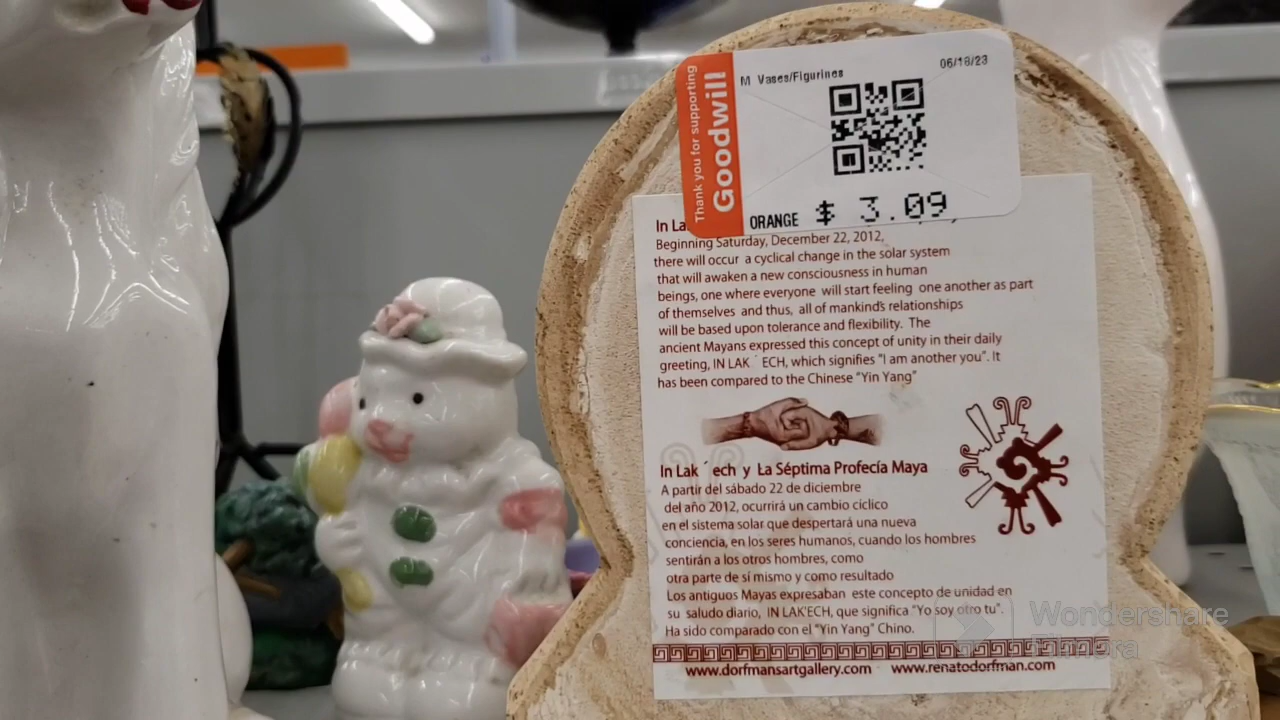 Thank you for supporting
Goodwill
M Vases/Figurines
06/18/23
ORANGE $ 3.09
In La
Beginning Saturday, December 22, 2012,
there will occur a cyclical change in the solar system
that will awaken a new consciousness in human
beings, one where everyone will start feeling one another as part
of themselves and thus, all of mankind's relationships
will be based upon tolerance and flexibility. The
ancient Mayans expressed this concept of unity in their daily
greeting, IN LAK ´ ECH, which signifies "I am another you". It
has been compared to the Chinese "Yin Yang"
In Lak ´ ech y La Séptima Profecía Maya
A partir del sábado 22 de diciembre
del año 2012, ocurrirá un cambio cíclico
en el sistema solar que despertará una nueva
conciencia, en los seres humanos, cuando los hombres
sentirán a los otros hombres, como
otra parte de sí mismo y como resultado
Los antiguos Mayas expresaban este concepto de unidad en
su saludo diario, IN LAK'ECH, que significa "Yo soy otro tu".
Ha sido comparado con el "Yin Yang" Chino.
www.dorfmansartgallery.com www.renatodorfman.com
Wondershare
Filmora